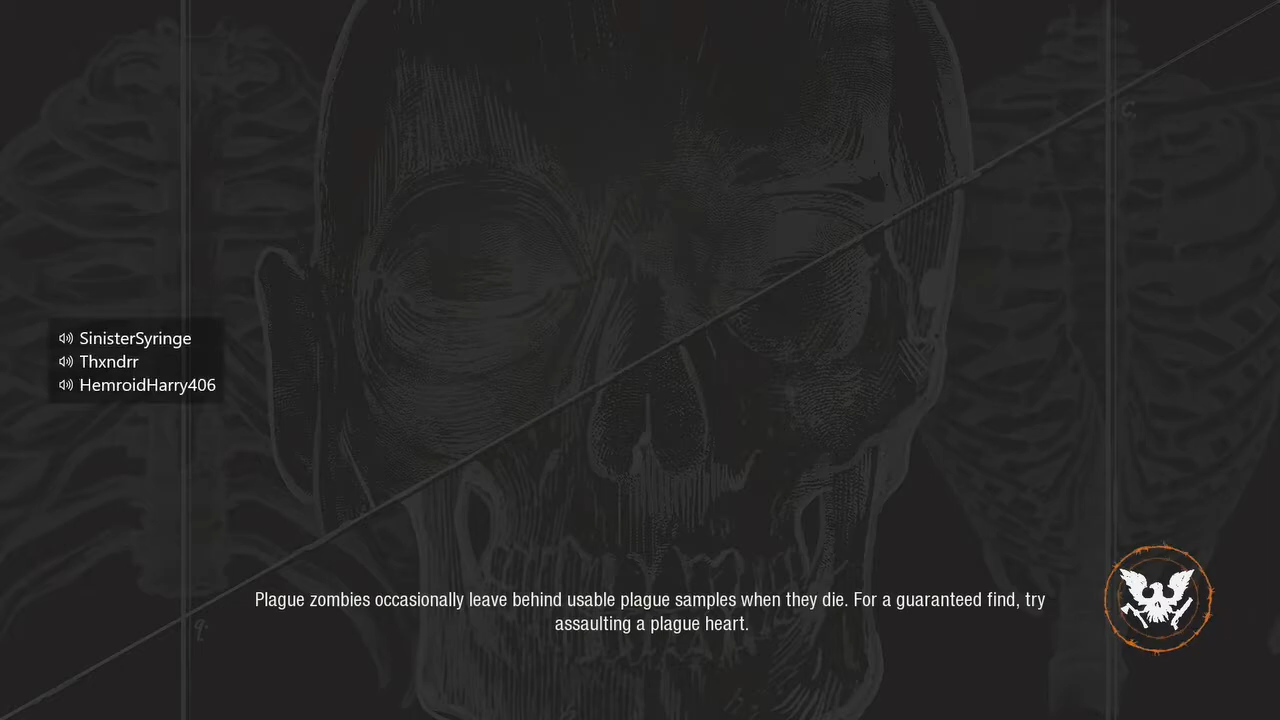 SinisterSyringe
Thxndrr
HemroidHarry406
Plague zombies occasionally leave behind usable plague samples when they die. For a guaranteed find, try
assaulting a plague heart.